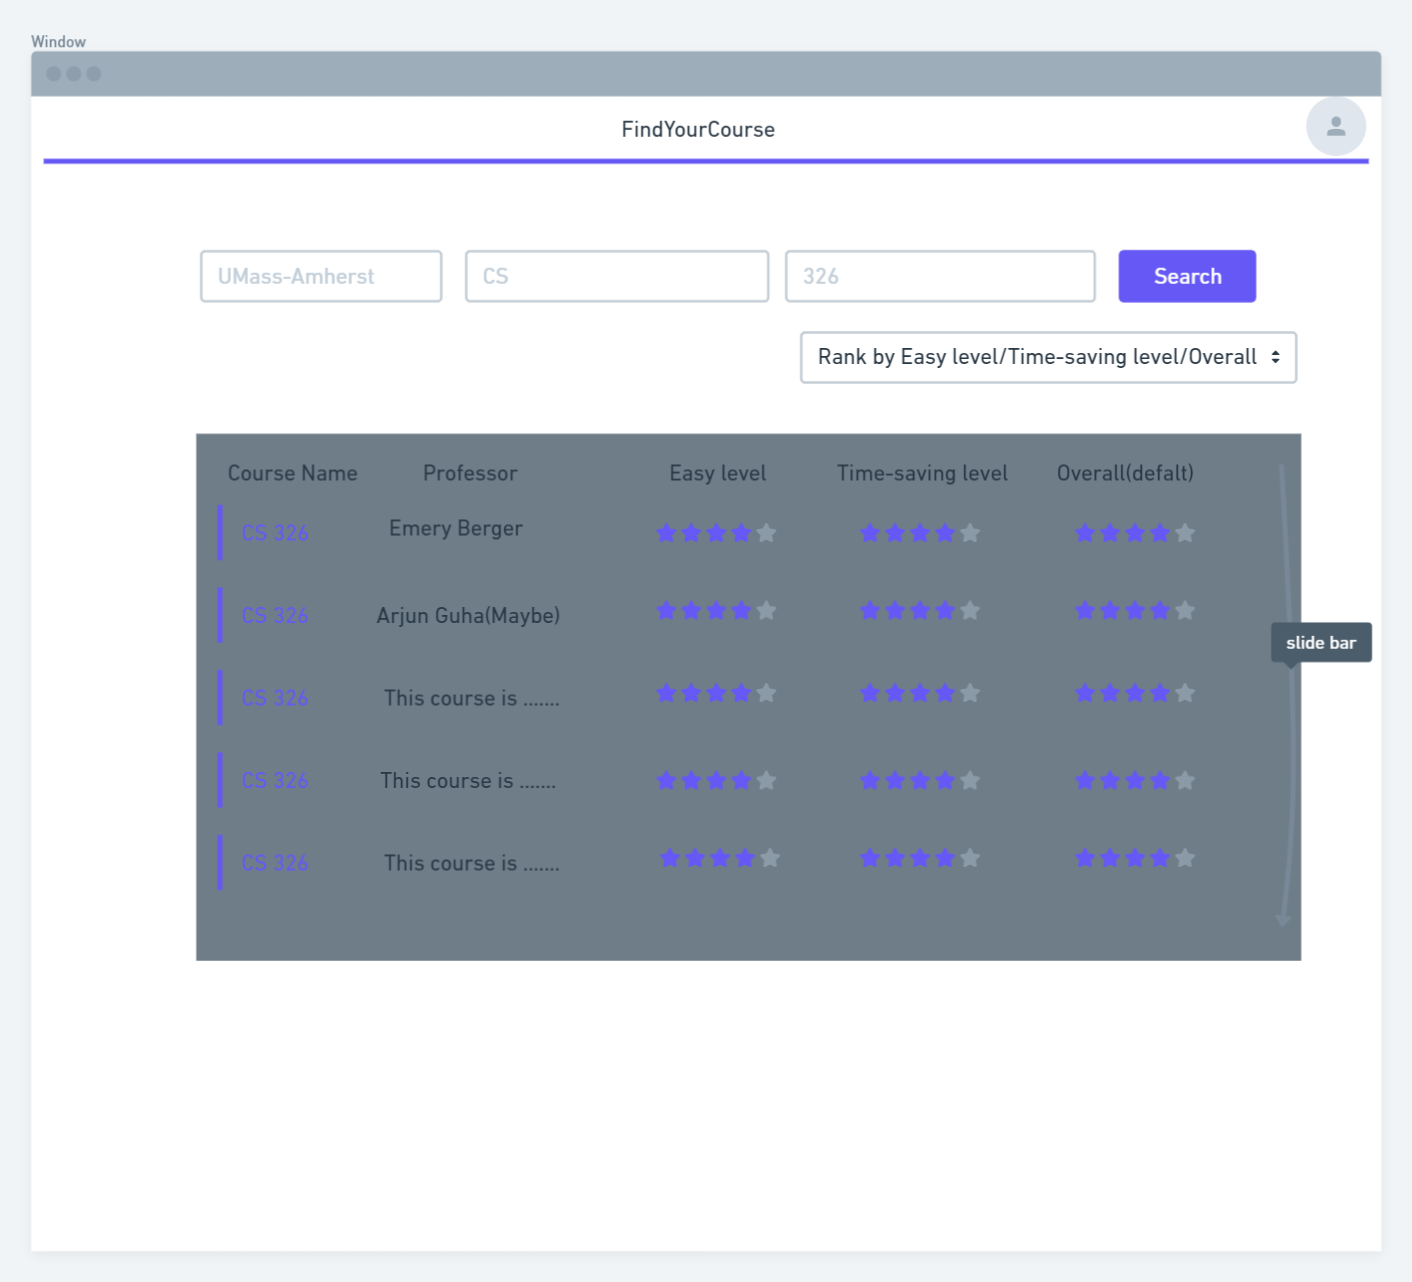 Window
FindYourCourse
UMass-Amherst CS 326 Search
Rank by Easy level/Time-saving level/Overall
Course Name Professor Easy level Time-saving level Overall(defalt)
CS 326 Emery Berger
CS 326 Arjun Guha(Maybe)
slide bar
CS 326 This course is .......
CS 326 This course is .......
CS 326 This course is .......